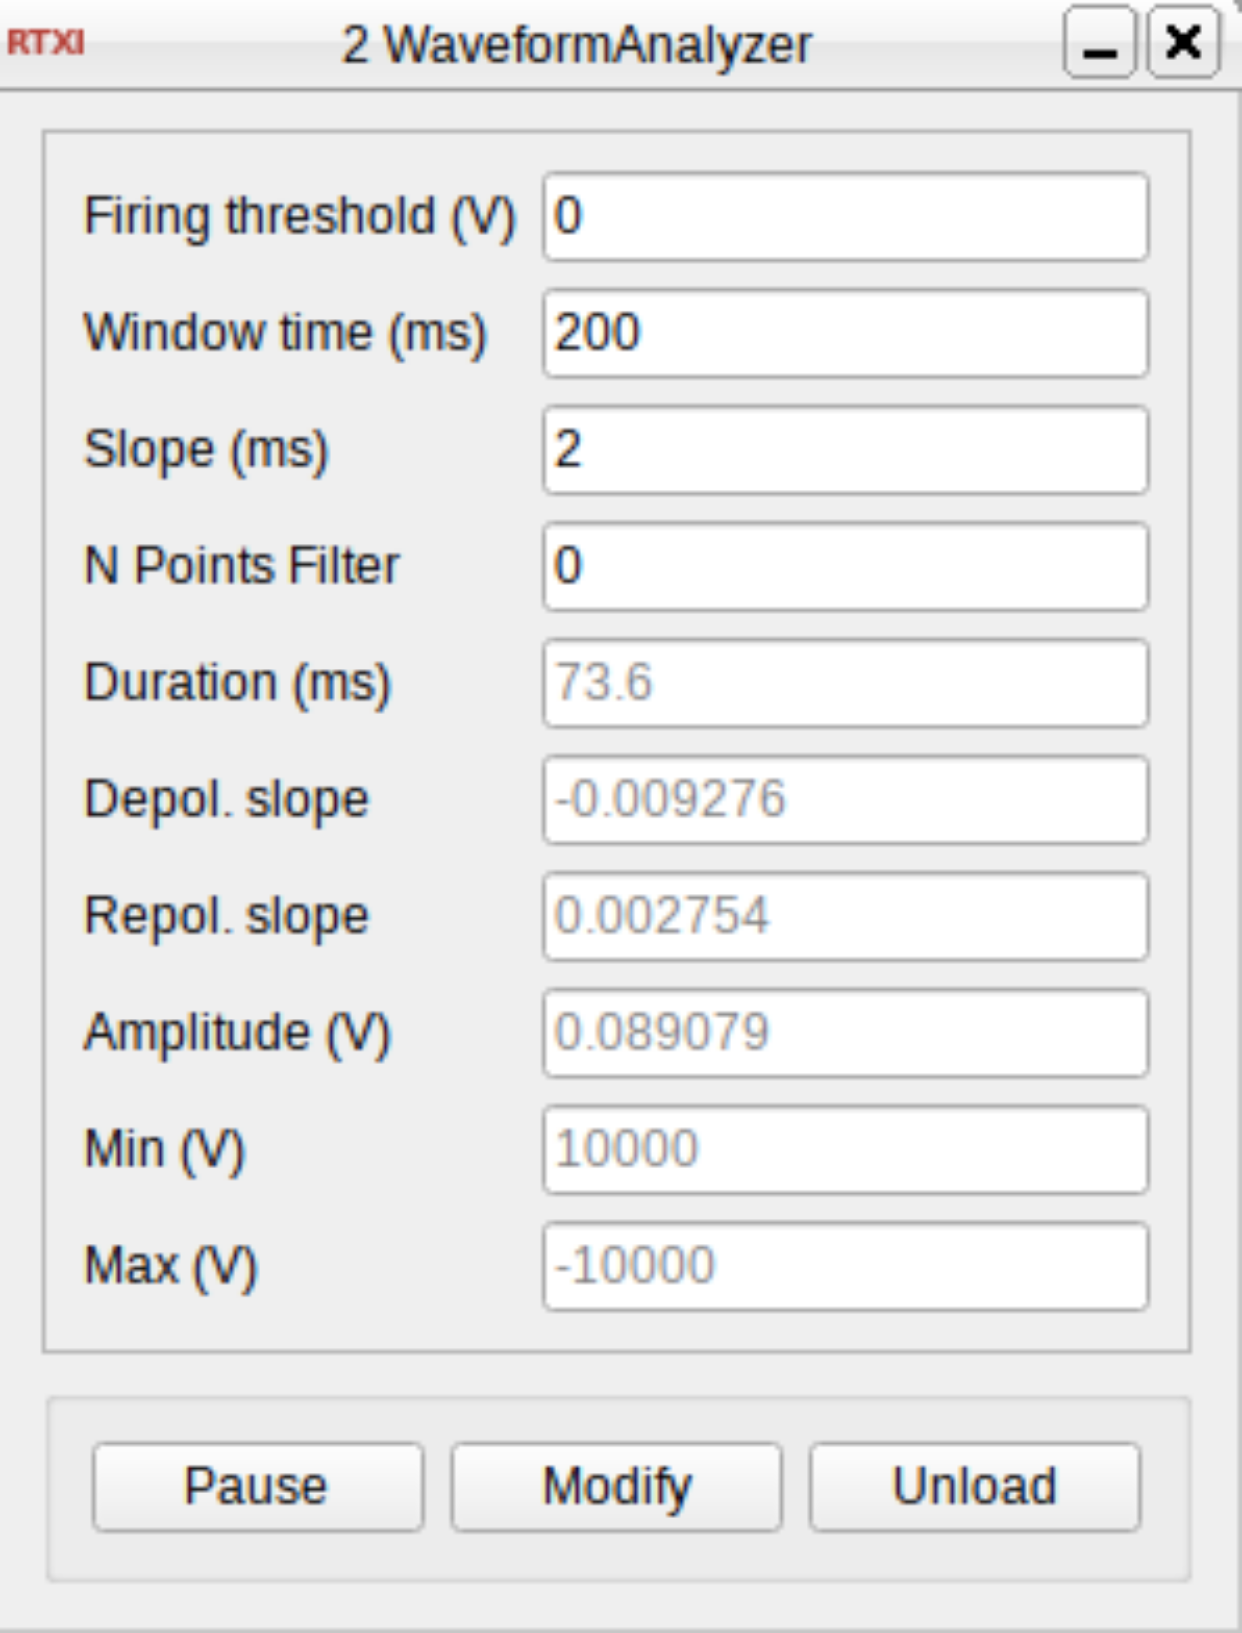 RTXI 2 WaveformAnalyzer
Firing threshold (V) 0
Window time (ms) 200
Slope (ms) 2
N Points Filter 0
Duration (ms) 73.6
Depol. slope -0.009276
Repol. slope 0.002754
Amplitude (V) 0.089079
Min (V) 10000
Max (V) -10000
Pause Modify Unload